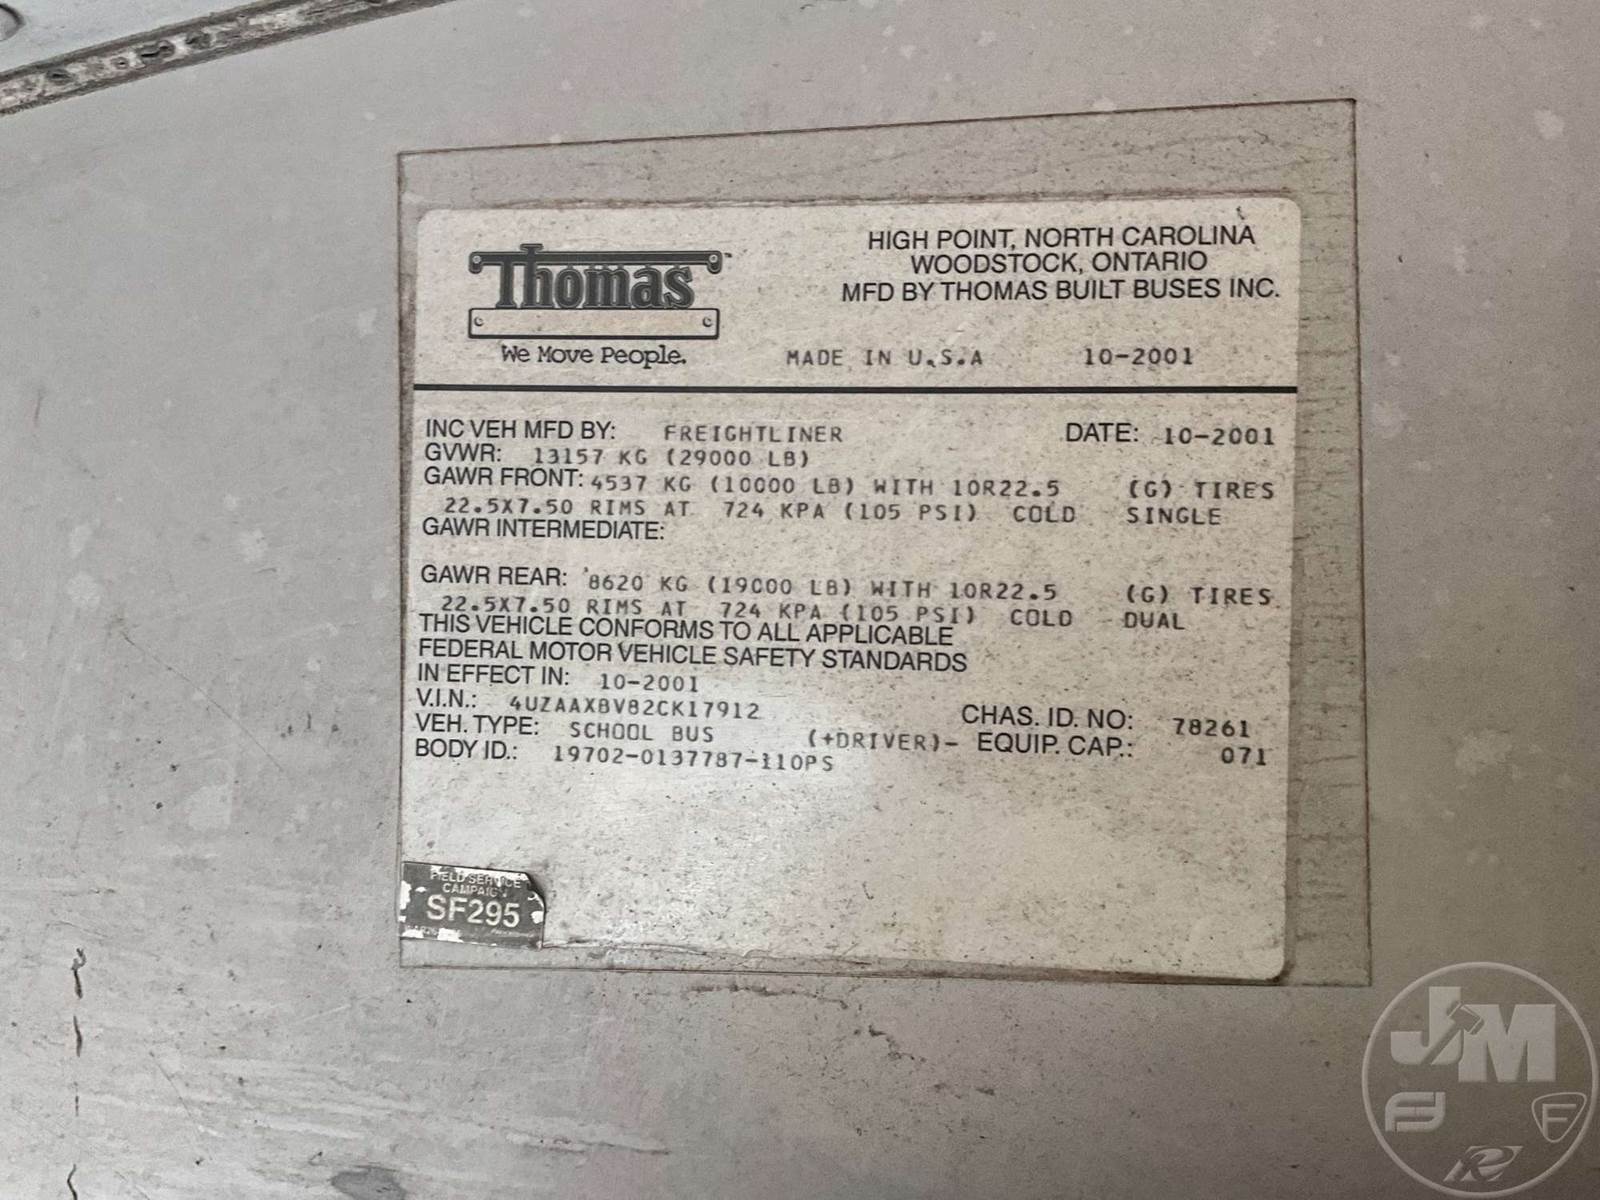 Thomas
We Move People.
HIGH POINT, NORTH CAROLINA
WOODSTOCK, ONTARIO
MFD BY THOMAS BUILT BUSES INC.
MADE IN U.S.A 10-2001
INC VEH MFD BY: FREIGHTLINER DATE: 10-2001
GVWR: 13157 KG (29000 LB)
GAWR FRONT: 4537 KG (10000 LB) WITH 10R22.5 (G) TIRES
22.5X7.50 RIMS AT 724 KPA (105 PSI) COLD SINGLE
GAWR INTERMEDIATE:
GAWR REAR: 8620 KG (19000 LB) WITH 10R22.5 (G) TIRES
22.5X7.50 RIMS AT 724 KPA (105 PSI) COLD DUAL
THIS VEHICLE CONFORMS TO ALL APPLICABLE
FEDERAL MOTOR VEHICLE SAFETY STANDARDS
IN EFFECT IN: 10-2001
V.I.N.: 4UZAAXBV82CK17912 CHAS. ID. NO: 78261
VEH. TYPE: SCHOOL BUS (+DRIVER)- EQUIP. CAP.: 071
BODY ID.: 19702-0137787-110PS
FIELD SERVICE
CAMPAIGN
SF295
JM